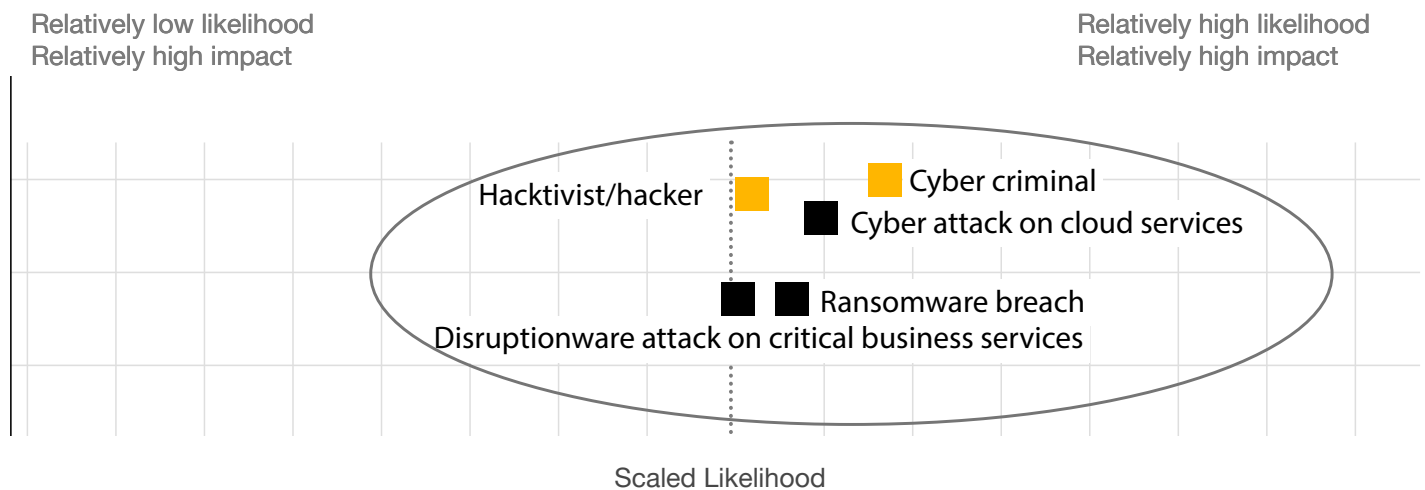 Relatively low likelihood
Relatively high impact
Relatively high likelihood
Relatively high impact
Hacktivist/hacker
Cyber criminal
Cyber attack on cloud services
Ransomware breach
Disruptionware attack on critical business services
Scaled Likelihood